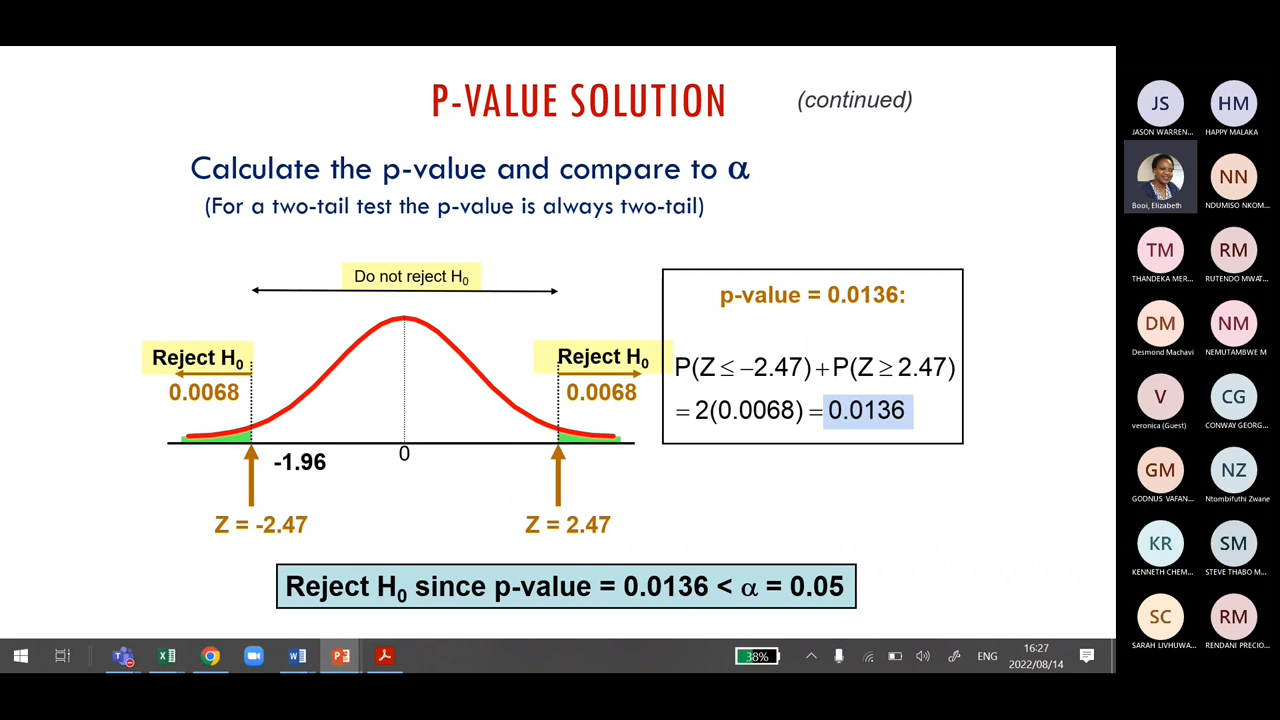 P-VALUE SOLUTION
(continued)
Calculate the p-value and compare to α
(For a two-tail test the p-value is always two-tail)
Do not reject H₀
Reject H₀
0.0068
Reject H₀
0.0068
-1.96
0
Z = -2.47
Z = 2.47
p-value = 0.0136:
P(Z ≤ −2.47) + P(Z ≥ 2.47)
= 2(0.0068) = 0.0136
Reject H₀ since p-value = 0.0136 < α = 0.05
JS
JASON WARREN...
HM
HAPPY MALAKA
Booi, Elizabeth
NN
NDUMISO NKOM...
TM
THANDEKA MER...
RM
RUTENDO MWAT...
DM
Desmond Machavi
NM
NEMUTAMBWE M
V
veronica (Guest)
CG
CONWAY GEORG...
GM
GODNUS VAFAN...
NZ
Ntombifuthi Zwane
KR
KENNETH CHEM...
SM
STEVE THABO M...
SC
SARAH LIVHUWA...
RM
RENDANI PRECIO...
38%
ENG
16:27
2022/08/14